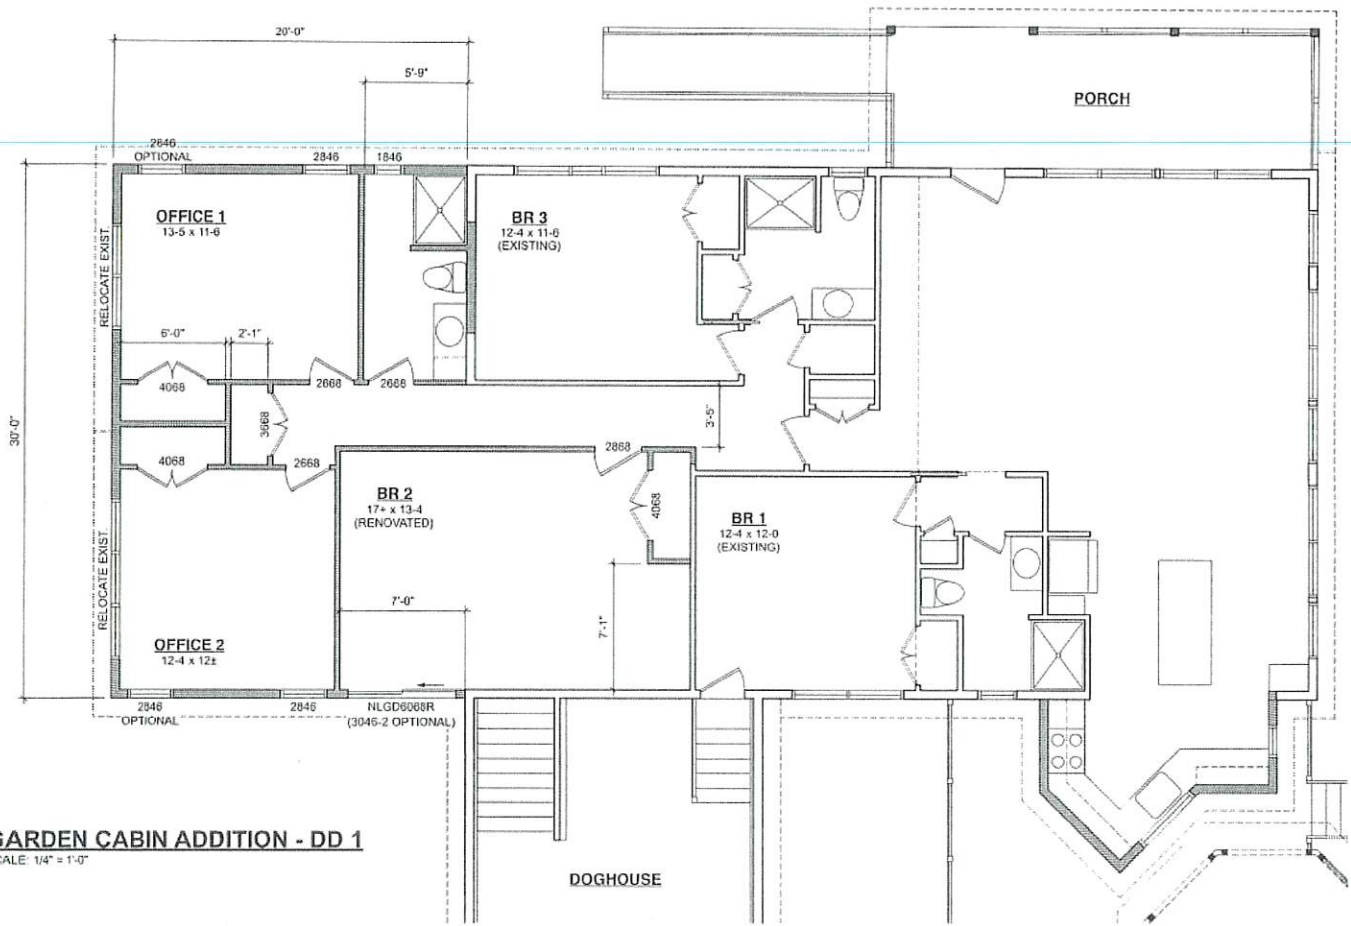 20'-0"
5'-9"
PORCH
2846
OPTIONAL
2846
1846
OFFICE 1
13-5 x 11-6
BR 3
12-4 x 11-6
(EXISTING)
RELOCATE EXIST.
6'-0"
2'-1"
4068
2668
2668
3668
3'-5"
30'-0"
4068
2668
2868
BR 2
17+ x 13-4
(RENOVATED)
4068
BR 1
12-4 x 12-0
(EXISTING)
RELOCATE EXIST.
7'-0"
7'-1"
OFFICE 2
12-4 x 12±
2846
OPTIONAL
2846
NLGD6068R
(3046-2 OPTIONAL)
GARDEN CABIN ADDITION - DD 1
SCALE: 1/4" = 1'-0"
DOGHOUSE